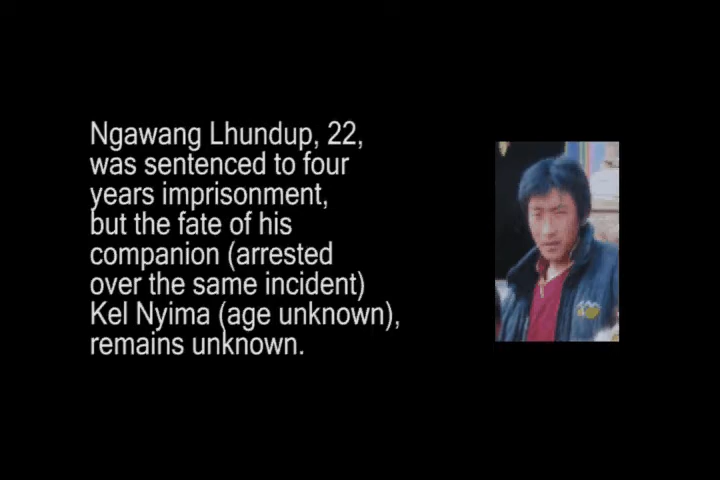 Ngawang Lhundup, 22,
was sentenced to four
years imprisonment,
but the fate of his
companion (arrested
over the same incident)
Kel Nyima (age unknown),
remains unknown.